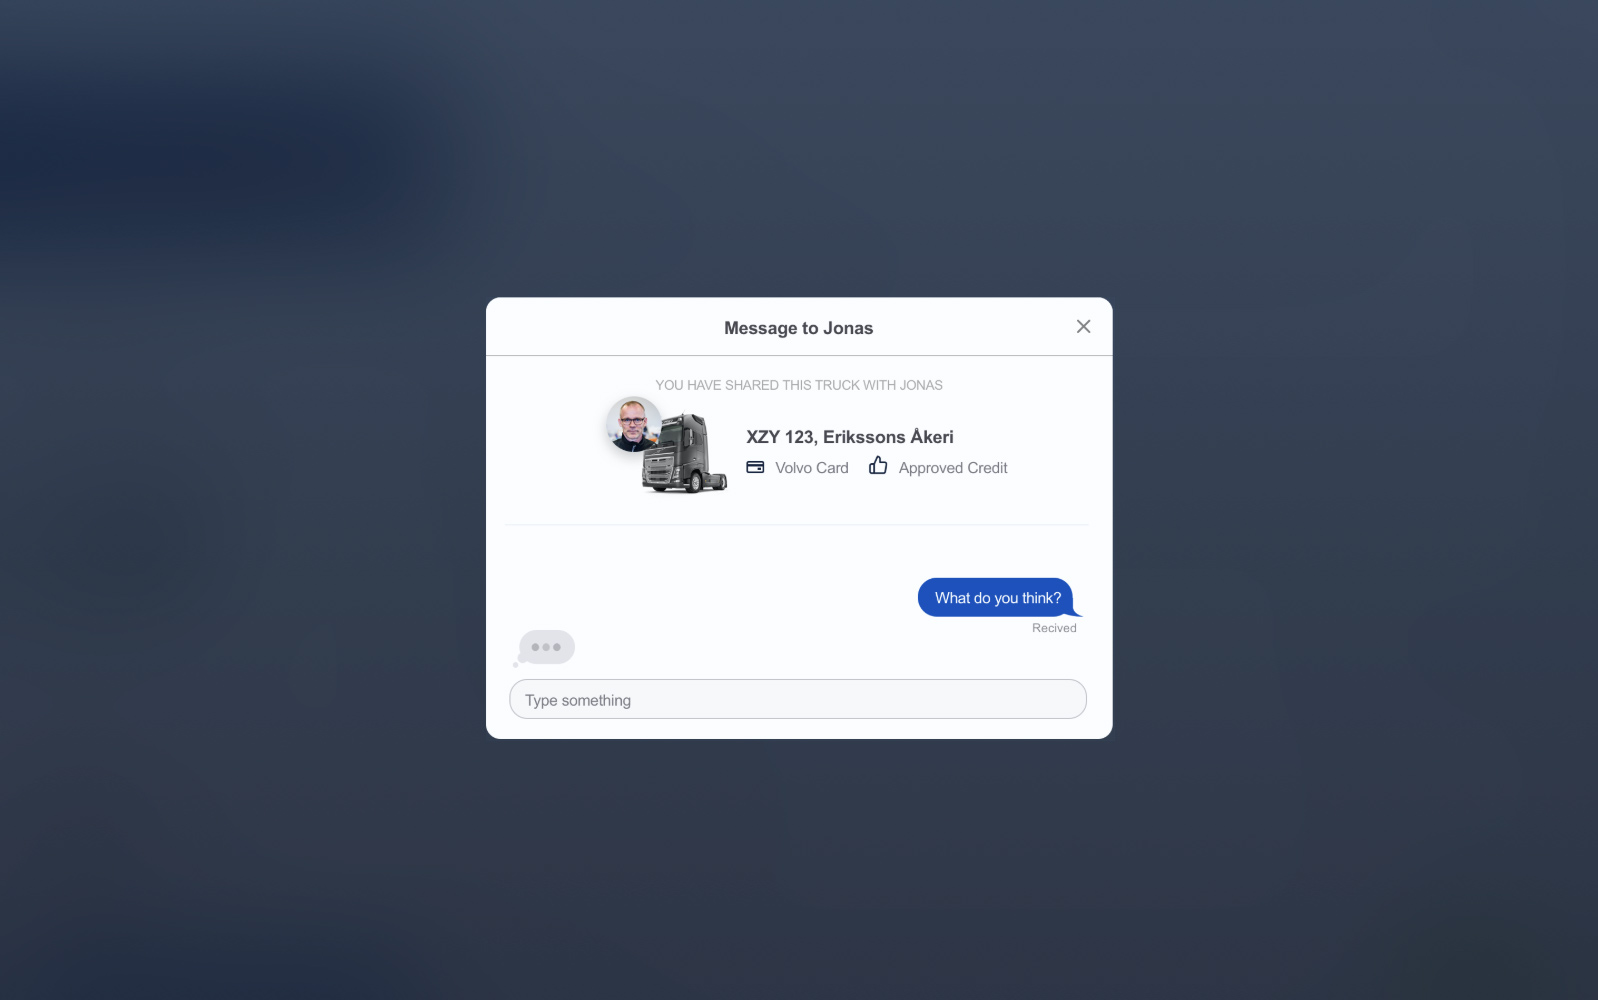 Message to Jonas
YOU HAVE SHARED THIS TRUCK WITH JONAS
XZY 123, Erikssons Åkeri
Volvo Card
Approved Credit
What do you think?
Recived
Type something